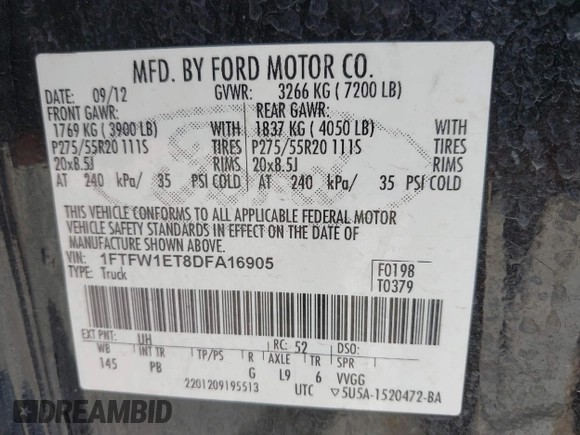 MFD. BY FORD MOTOR CO.
DATE: 09/12 GVWR: 3266 KG ( 7200 LB)
FRONT GAWR: REAR GAWR:
1769 KG ( 3900 LB) WITH 1837 KG ( 4050 LB) WITH
P275/55R20 111S TIRES P275/55R20 111S TIRES
20x8.5J RIMS 20x8.5J RIMS
AT 240 kPa/ 35 PSI COLD AT 240 kPa/ 35 PSI COLD
THIS VEHICLE CONFORMS TO ALL APPLICABLE FEDERAL MOTOR
VEHICLE SAFETY STANDARDS IN EFFECT ON THE DATE OF
MANUFACTURE SHOWN ABOVE.
VIN: 1FTFW1ET8DFA16905 F0198
TYPE: Truck T0379
EXT PNT: UH RC: 52 DSO:
WB INT TR TP/PS R AXLE TR SPR
145 PB G L9 6 VVGG
2201209195513 UTC ▽5U5A-1520472-BA
autobidcar